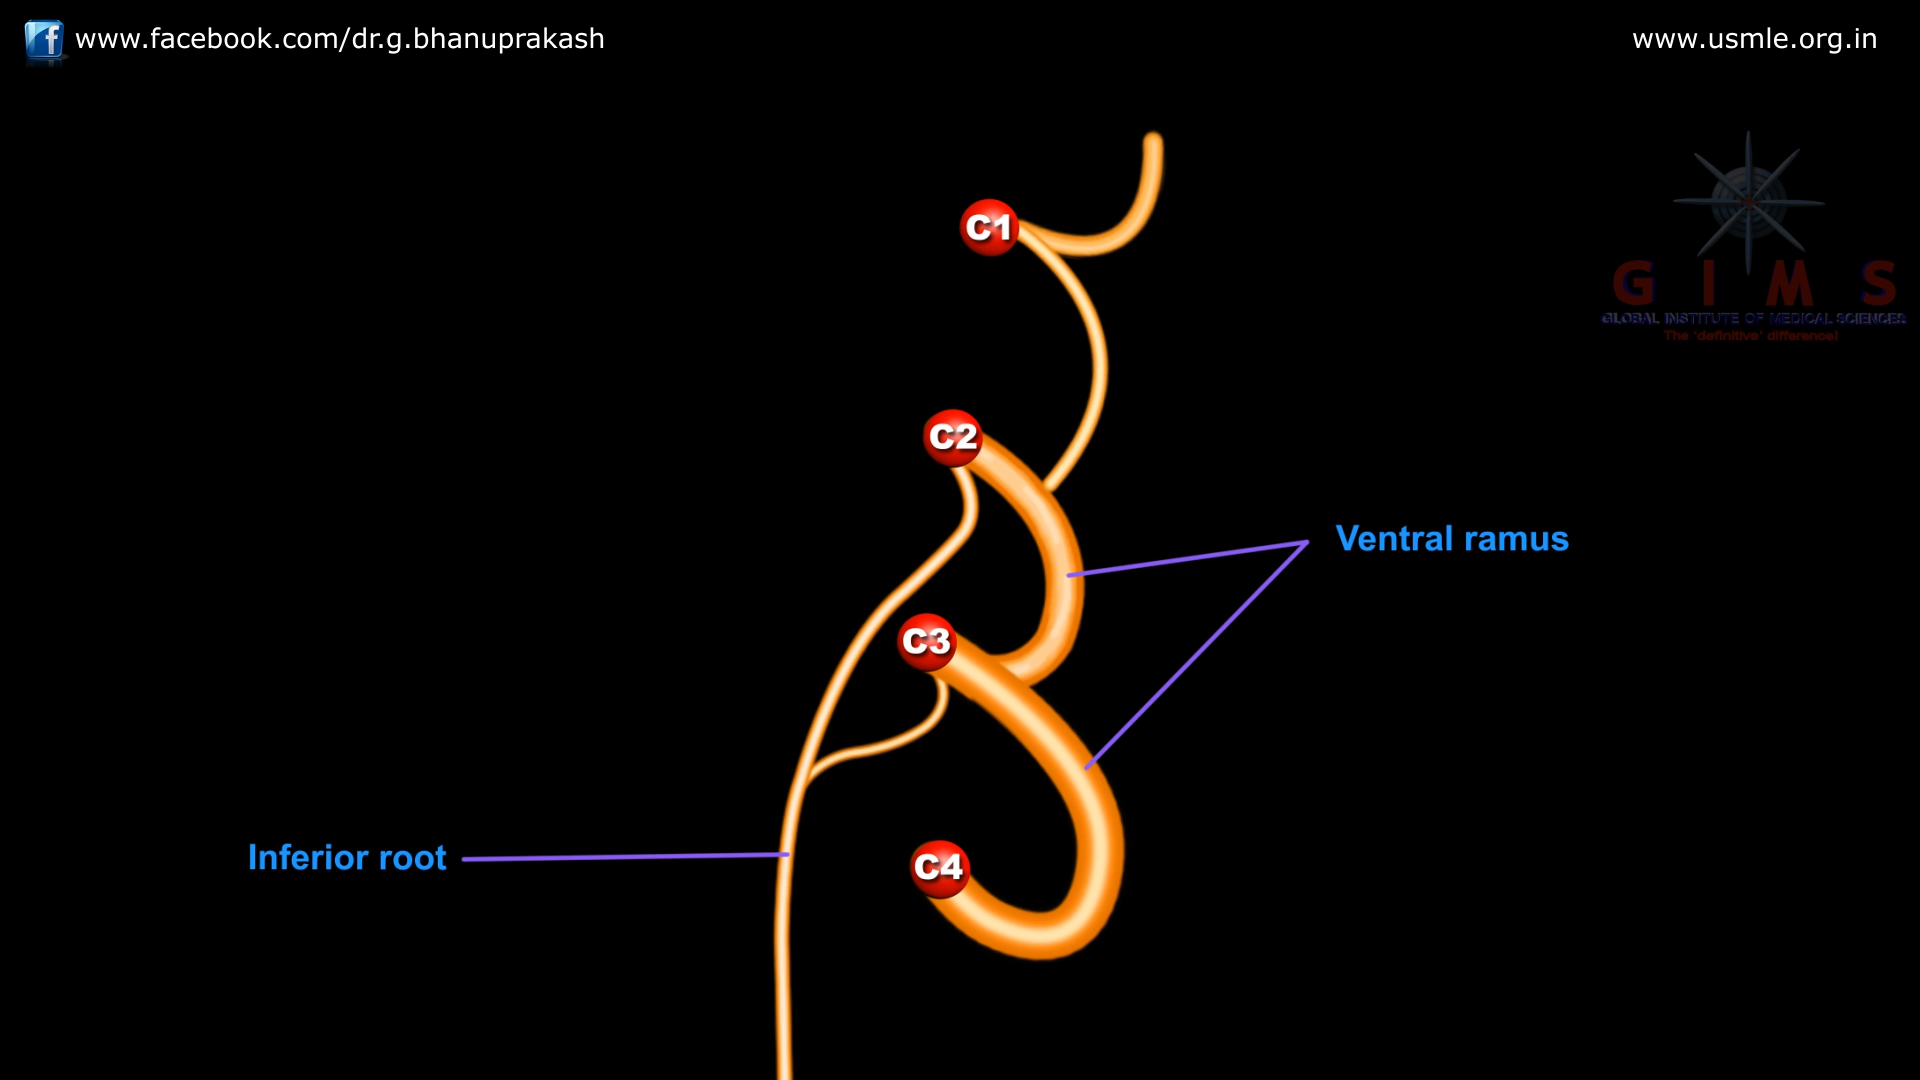 www.facebook.com/dr.g.bhanuprakash
www.usmle.org.in
G I M S
GLOBAL INSTITUTE OF MEDICAL SCIENCES
The 'definitive' difference!
C1
C2
Ventral ramus
C3
Inferior root
C4